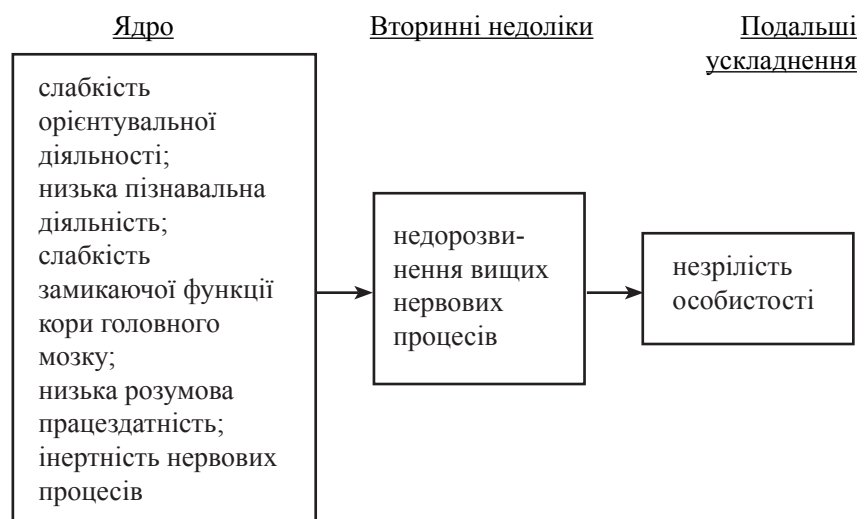 Ядро
Вторинні недоліки
Подальші
ускладнення
слабкість
орієнтувальної
діяльності;
низька пізнавальна
діяльність;
слабкість
замикаючої функції
кори головного
мозку;
низька розумова
працездатність;
інертність нервових
процесів
недорозви-
нення вищих
нервових
процесів
незрілість
особистості